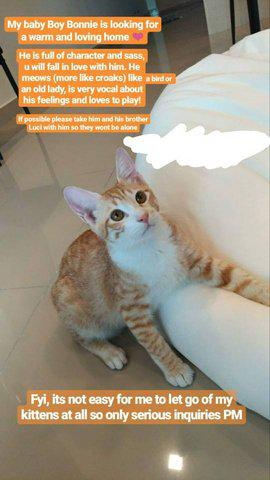 My baby Boy Bonnie is looking for
a warm and loving home ❤
He is full of character and sass,
u will fall in love with him. He
meows (more like croaks) like a bird or
an old lady, is very vocal about
his feelings and loves to play!
If possible please take him and his brother
Luci with him so they wont be alone
Fyi, its not easy for me to let go of my
kittens at all so only serious inquiries PM